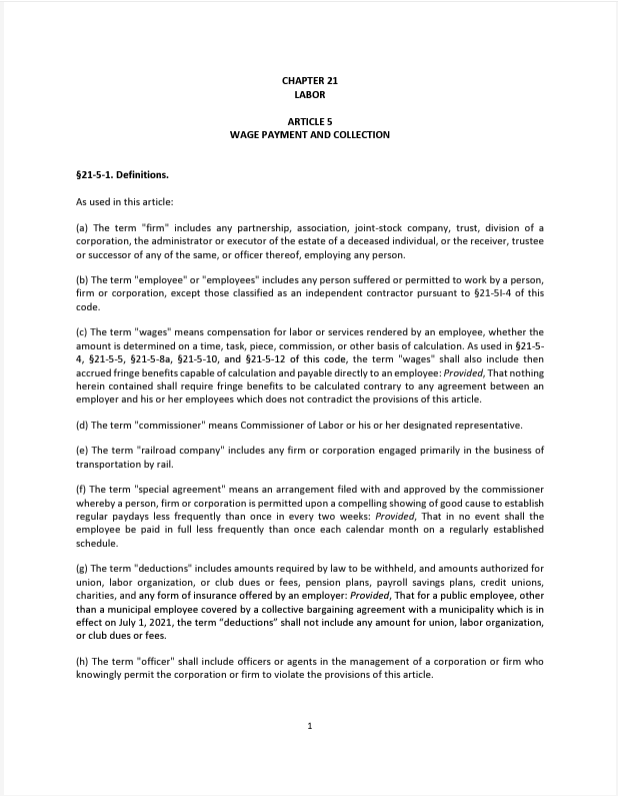 CHAPTER 21
LABOR
ARTICLE 5
WAGE PAYMENT AND COLLECTION
§21-5-1. Definitions.
As used in this article:
(a) The term "firm" includes any partnership, association, joint-stock company, trust, division of a
corporation, the administrator or executor of the estate of a deceased individual, or the receiver, trustee
or successor of any of the same, or officer thereof, employing any person.
(b) The term "employee" or "employees" includes any person suffered or permitted to work by a person,
firm or corporation, except those classified as an independent contractor pursuant to §21-5I-4 of this
code.
(c) The term "wages" means compensation for labor or services rendered by an employee, whether the
amount is determined on a time, task, piece, commission, or other basis of calculation. As used in §21-5-
4, §21-5-5, §21-5-8a, §21-5-10, and §21-5-12 of this code, the term "wages" shall also include then
accrued fringe benefits capable of calculation and payable directly to an employee: Provided, That nothing
herein contained shall require fringe benefits to be calculated contrary to any agreement between an
employer and his or her employees which does not contradict the provisions of this article.
(d) The term "commissioner" means Commissioner of Labor or his or her designated representative.
(e) The term "railroad company" includes any firm or corporation engaged primarily in the business of
transportation by rail.
(f) The term "special agreement" means an arrangement filed with and approved by the commissioner
whereby a person, firm or corporation is permitted upon a compelling showing of good cause to establish
regular paydays less frequently than once in every two weeks: Provided, That in no event shall the
employee be paid in full less frequently than once each calendar month on a regularly established
schedule.
(g) The term "deductions" includes amounts required by law to be withheld, and amounts authorized for
union, labor organization, or club dues or fees, pension plans, payroll savings plans, credit unions,
charities, and any form of insurance offered by an employer: Provided, That for a public employee, other
than a municipal employee covered by a collective bargaining agreement with a municipality which is in
effect on July 1, 2021, the term “deductions” shall not include any amount for union, labor organization,
or club dues or fees.
(h) The term "officer" shall include officers or agents in the management of a corporation or firm who
knowingly permit the corporation or firm to violate the provisions of this article.
1